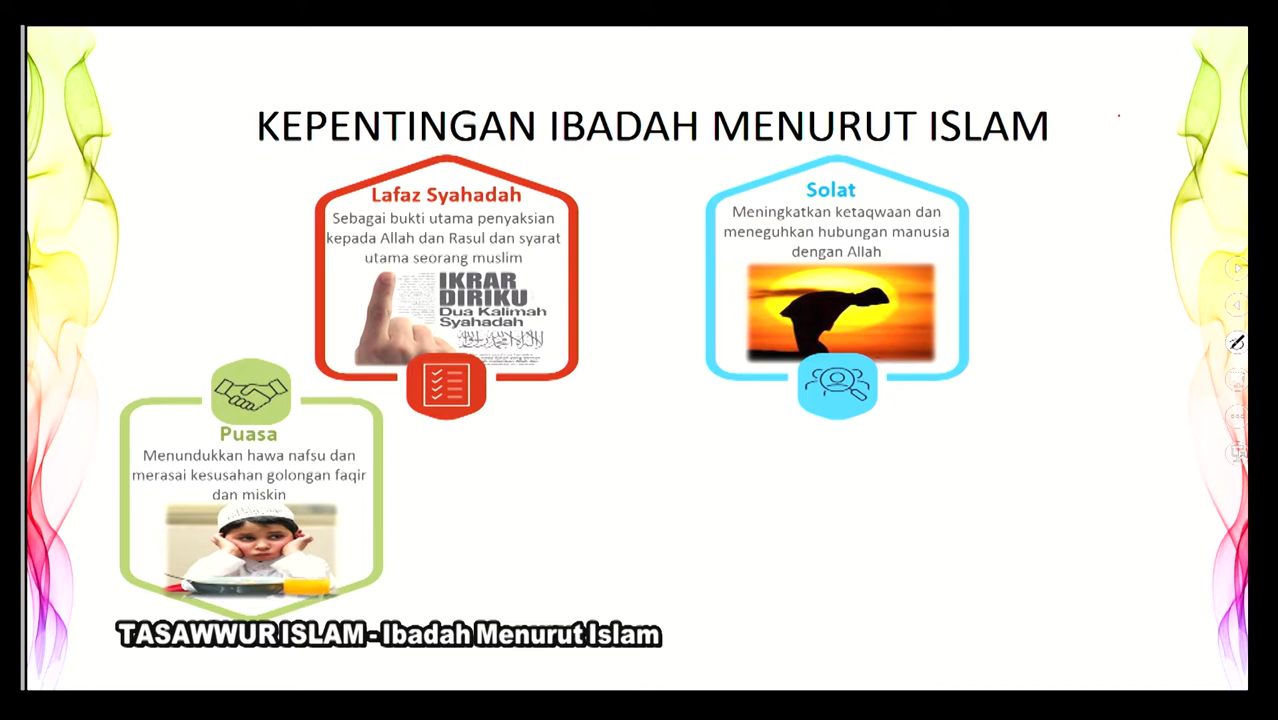 KEPENTINGAN IBADAH MENURUT ISLAM
Lafaz Syahadah
Sebagai bukti utama penyaksian
kepada Allah dan Rasul dan syarat
utama seorang muslim
IKRAR
DIRIKU
Dua Kalimah
Syahadah
Solat
Meningkatkan ketaqwaan dan
meneguhkan hubungan manusia
dengan Allah
Puasa
Menundukkan hawa nafsu dan
merasai kesusahan golongan faqir
dan miskin
TASAWWUR ISLAM - Ibadah Menurut Islam